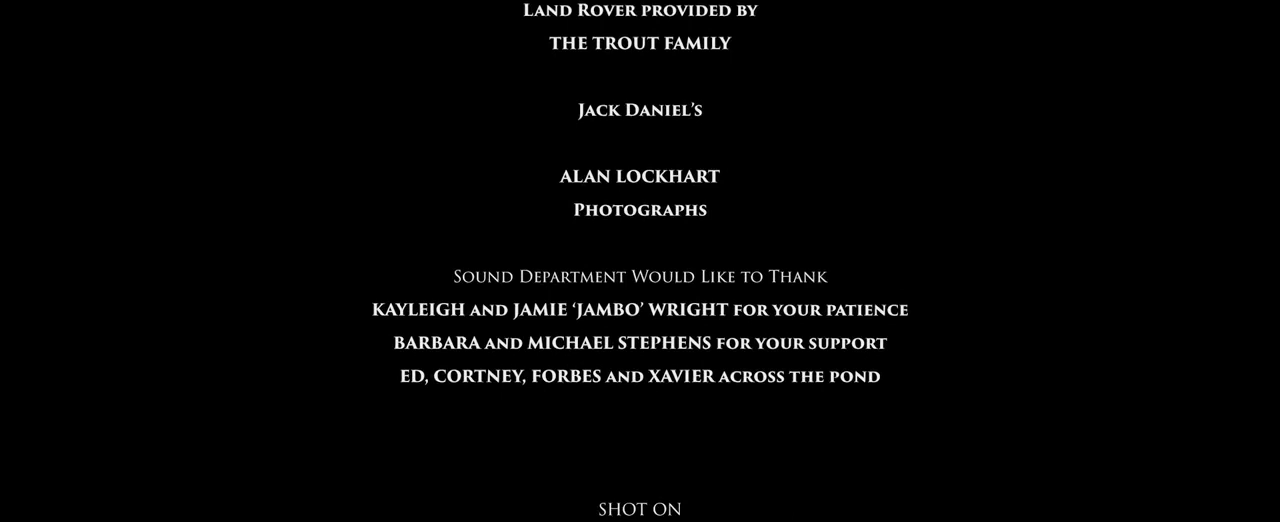 Land Rover provided by
THE TROUT FAMILY
Jack Daniel’s
ALAN LOCKHART
Photographs
Sound Department Would Like to Thank
KAYLEIGH and JAMIE ‘JAMBO’ WRIGHT for your patience
BARBARA and MICHAEL STEPHENS for your support
ED, CORTNEY, FORBES and XAVIER across the pond
SHOT ON